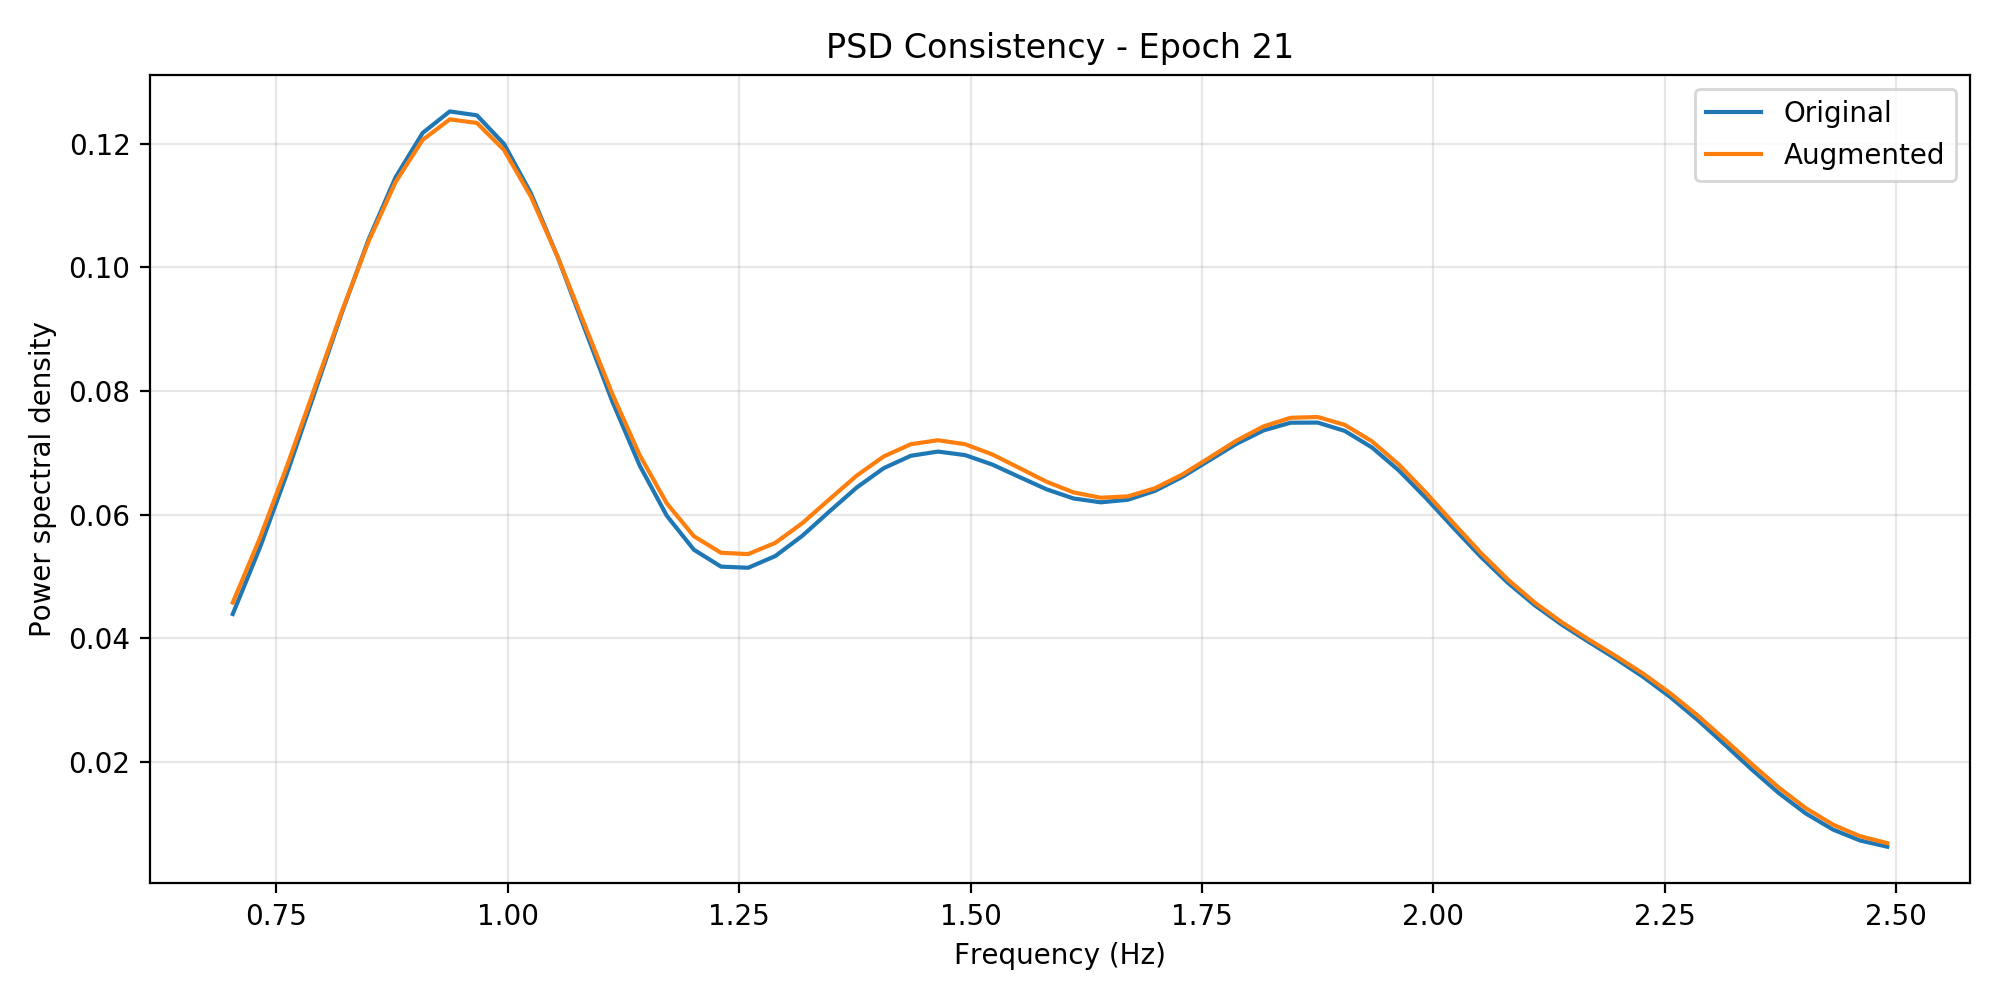 PSD Consistency - Epoch 21
Original
Augmented
Power spectral density
0.12
0.10
0.08
0.06
0.04
0.02
0.75 1.00 1.25 1.50 1.75 2.00 2.25 2.50
Frequency (Hz)